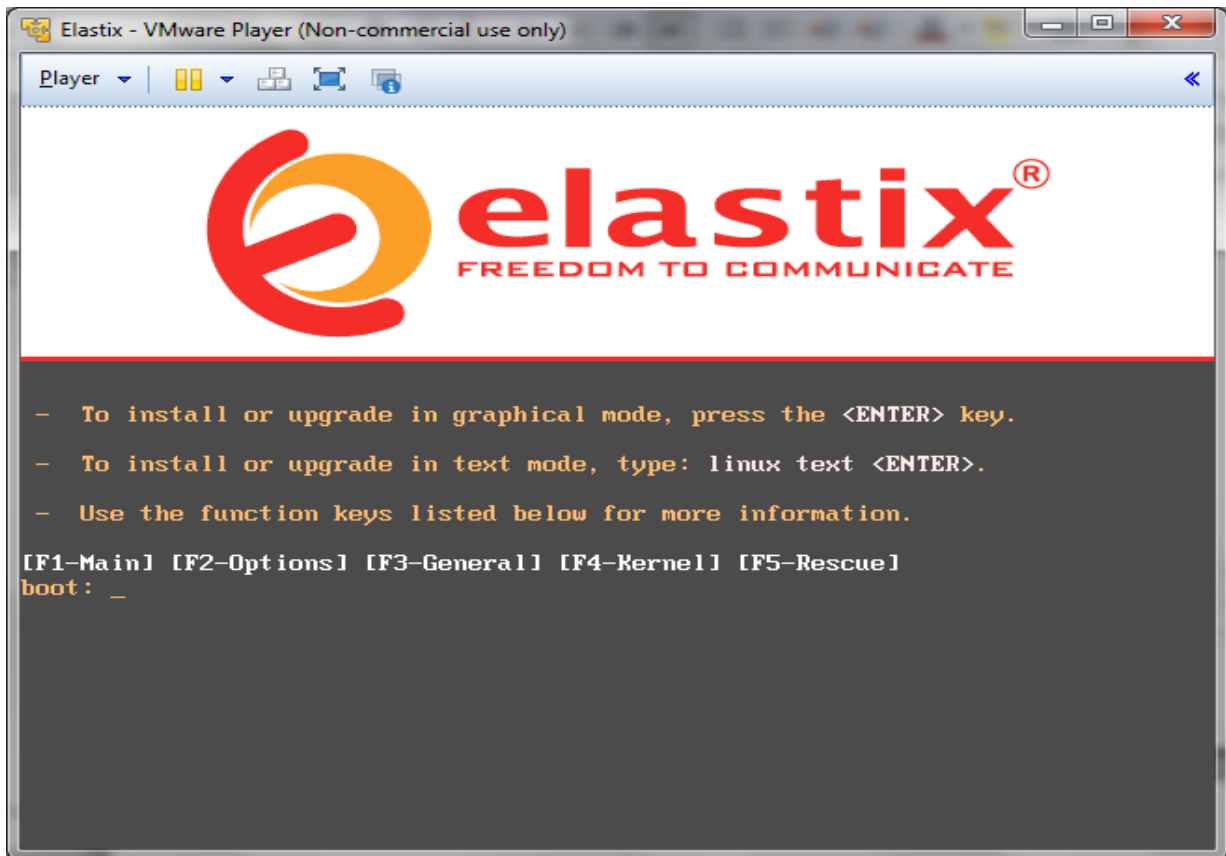 Elastix - VMware Player (Non-commercial use only)
Player
elastix®
FREEDOM TO COMMUNICATE
- To install or upgrade in graphical mode, press the <ENTER> key.
- To install or upgrade in text mode, type: linux text <ENTER>.
- Use the function keys listed below for more information.
[F1-Main] [F2-Options] [F3-General] [F4-Kernel] [F5-Rescue]
boot: _